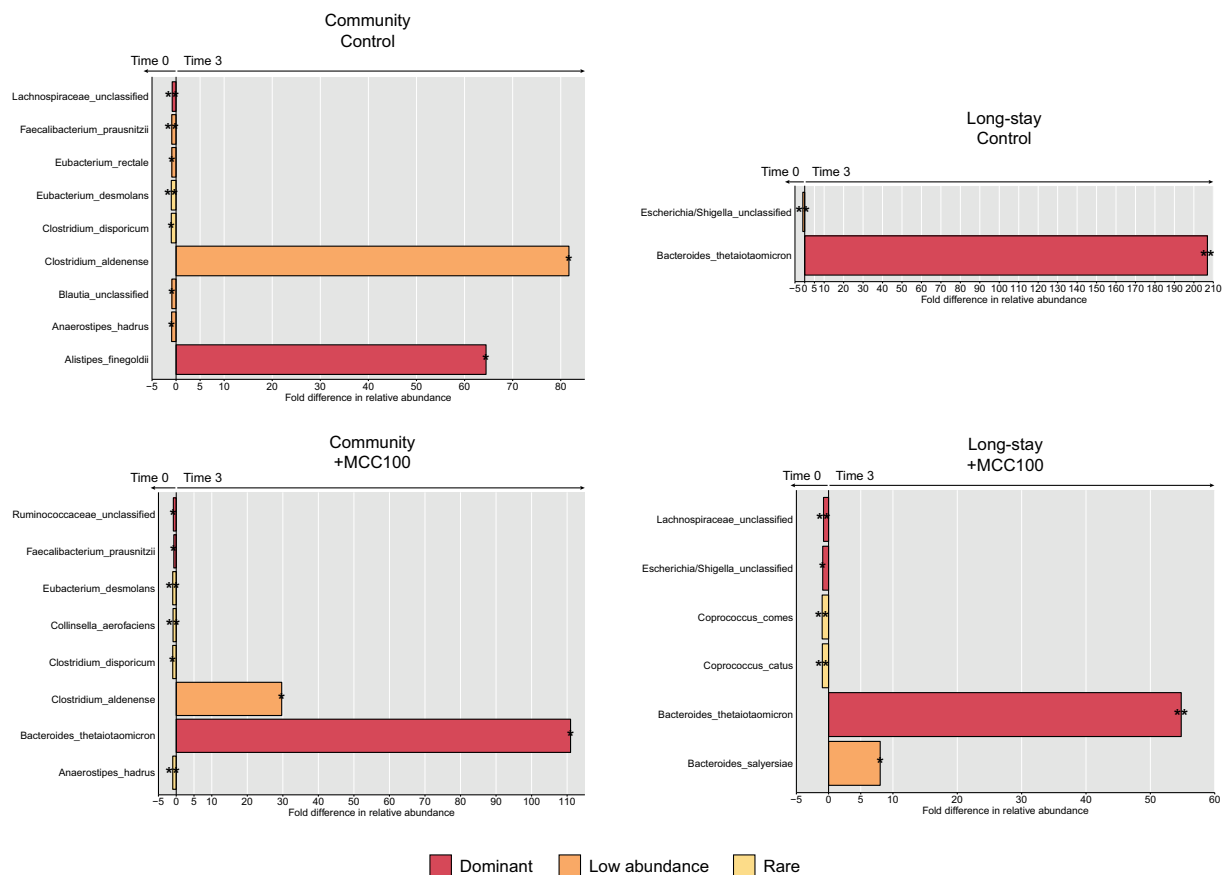 Community
Control
Time 0 Time 3
Lachnospiraceae_unclassified **
Faecalibacterium_prausnitzii **
Eubacterium_rectale *
Eubacterium_desmolans **
Clostridium_disporicum *
Clostridium_aldenense *
Blautia_unclassified *
Anaerostipes_hadrus *
Alistipes_finegoldii *
−5 0 5 10 20 30 40 50 60 70 80
Fold difference in relative abundance
Long-stay
Control
Time 0 Time 3
Escherichia/Shigella_unclassified **
Bacteroides_thetaiotaomicron **
−5 0 5 10 20 30 40 50 60 70 80 90 100 110 120 130 140 150 160 170 180 190 200 210
Fold difference in relative abundance
Community
+MCC100
Time 0 Time 3
Ruminococcaceae_unclassified *
Faecalibacterium_prausnitzii *
Eubacterium_desmolans **
Collinsella_aerofaciens **
Clostridium_disporicum *
Clostridium_aldenense *
Bacteroides_thetaiotaomicron *
Anaerostipes_hadrus **
−5 0 5 10 20 30 40 50 60 70 80 90 100 110
Fold difference in relative abundance
Long-stay
+MCC100
Time 0 Time 3
Lachnospiraceae_unclassified **
Escherichia/Shigella_unclassified *
Coprococcus_comes **
Coprococcus_catus **
Bacteroides_thetaiotaomicron **
Bacteroides_salyersiae *
−5 0 5 10 20 30 40 50 60
Fold difference in relative abundance
Dominant Low abundance Rare